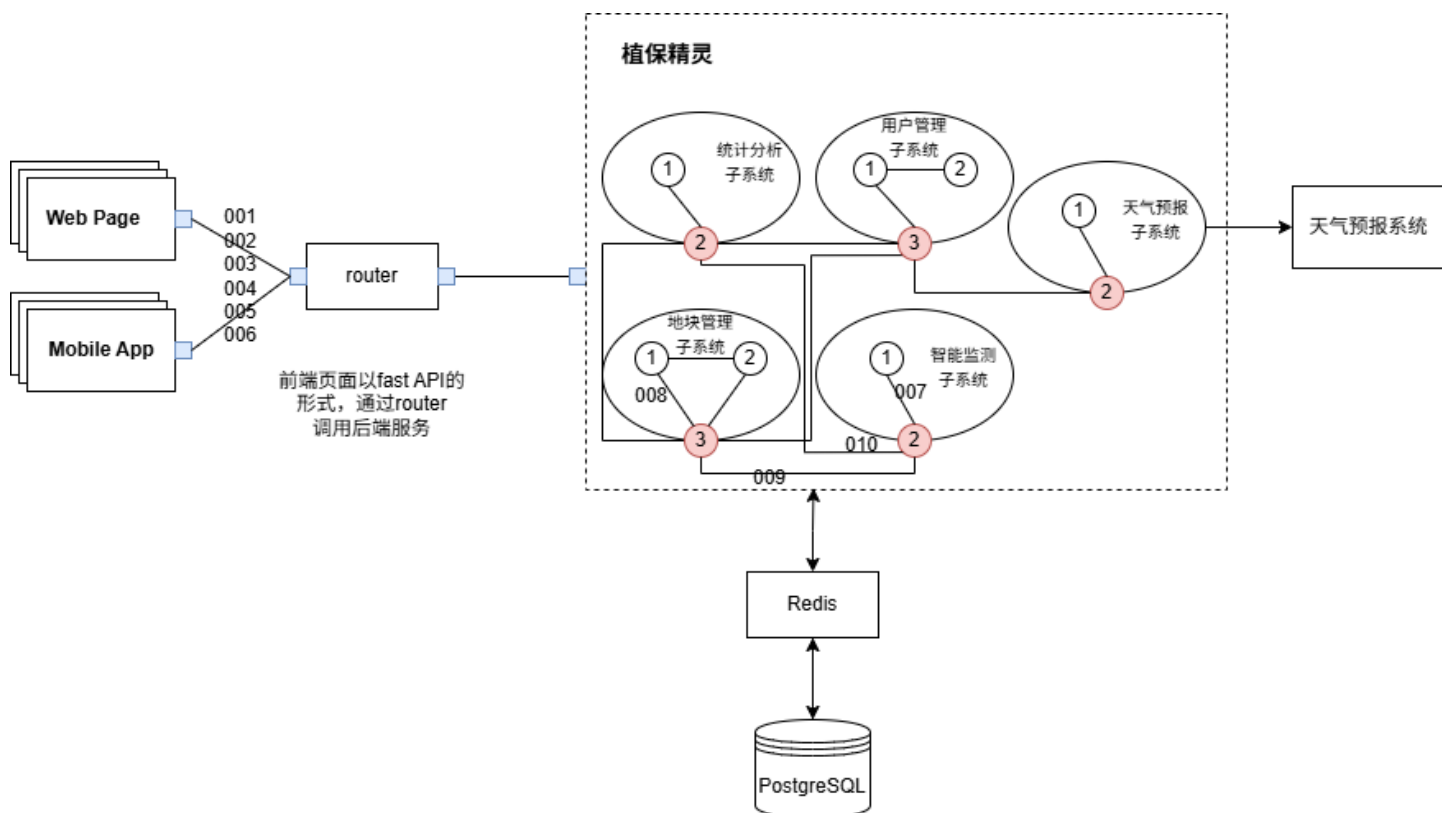 植保精灵
统计分析
子系统
1
2
用户管理
子系统
1
2
3
天气预报
子系统
1
2
天气预报系统
Web Page
Mobile App
001
002
003
004
005
006
router
前端页面以fast API的
形式，通过router
调用后端服务
地块管理
子系统
1
2
008
3
智能监测
子系统
1
007
2
010
009
Redis
PostgreSQL